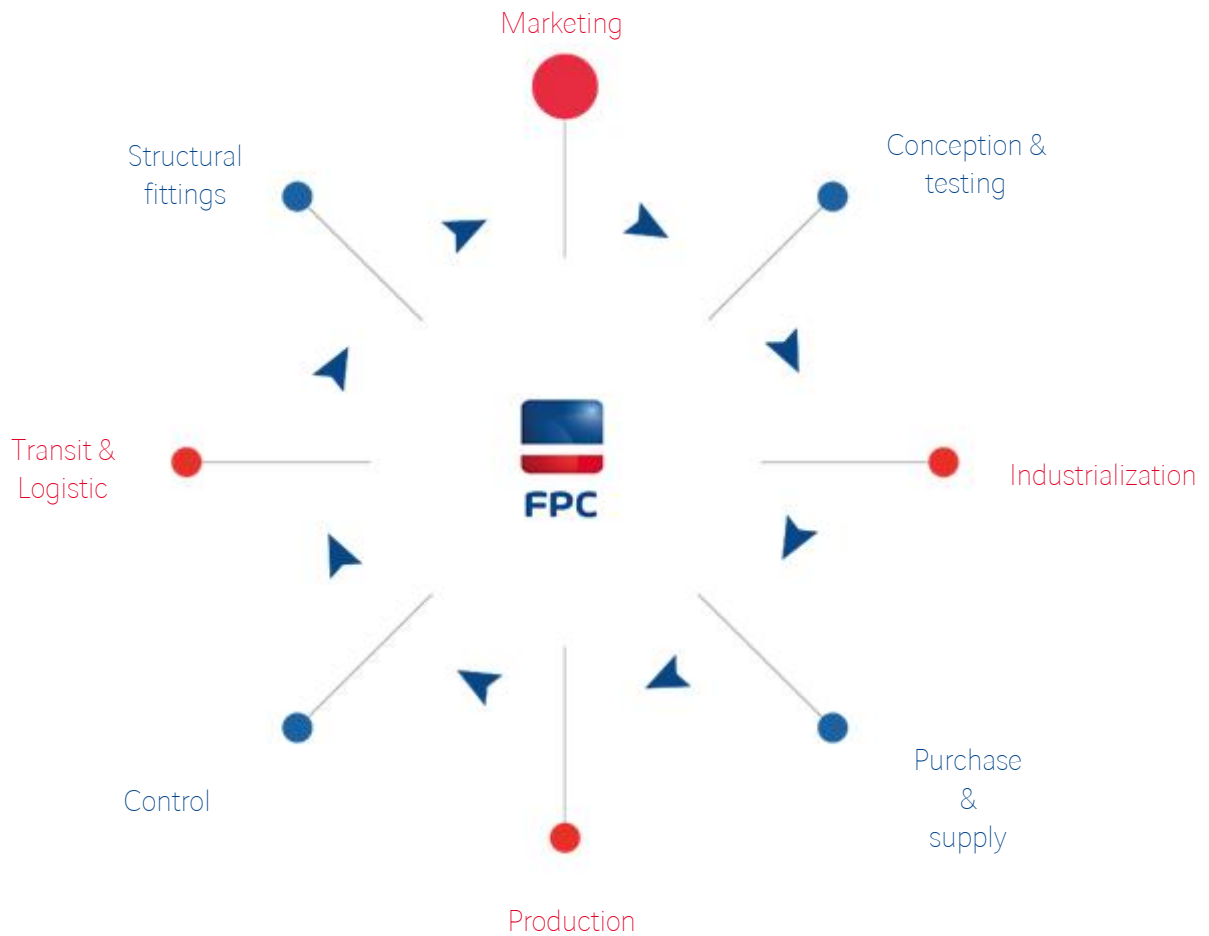 Marketing
Conception &
testing
Structural
fittings
Transit &
Logistic
Industrialization
FPC
Purchase
&
supply
Control
Production